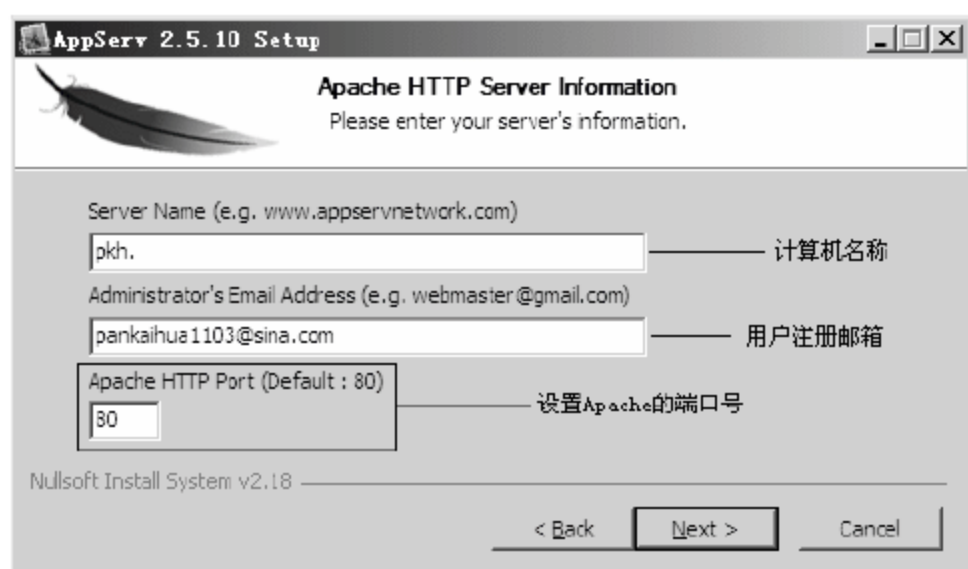 AppServ 2.5.10 Setup
Apache HTTP Server Information
Please enter your server's information.
Server Name (e.g. www.appservnetwork.com)
pkh.
计算机名称
Administrator's Email Address (e.g. webmaster@gmail.com)
pankaihua1103@sina.com
用户注册邮箱
Apache HTTP Port (Default : 80)
80
设置Apache的端口号
Nullsoft Install System v2.18
< Back
Next >
Cancel